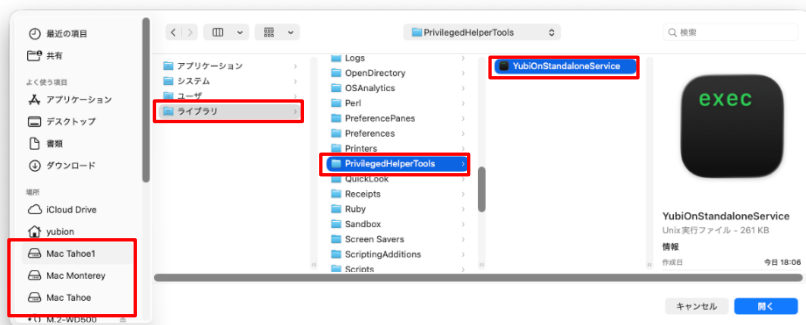 最近の項目
共有
よく使う項目
アプリケーション
デスクトップ
書類
ダウンロード
場所
iCloud Drive
yubion
Mac Tahoe1
Mac Monterey
Mac Tahoe
M.2-WD500
PrivilegedHelperTools
検索
アプリケーション
システム
ユーザ
ライブラリ
Logs
OpenDirectory
OSAnalytics
Perl
PreferencePanes
Preferences
Printers
PrivilegedHelperTools
QuickLook
Receipts
Ruby
Sandbox
Screen Savers
ScriptingAdditions
Scripts
YubiOnStandaloneService
exec
YubiOnStandaloneService
Unix実行ファイル - 261 KB
情報
作成日 今日 18:06
キャンセル
開く